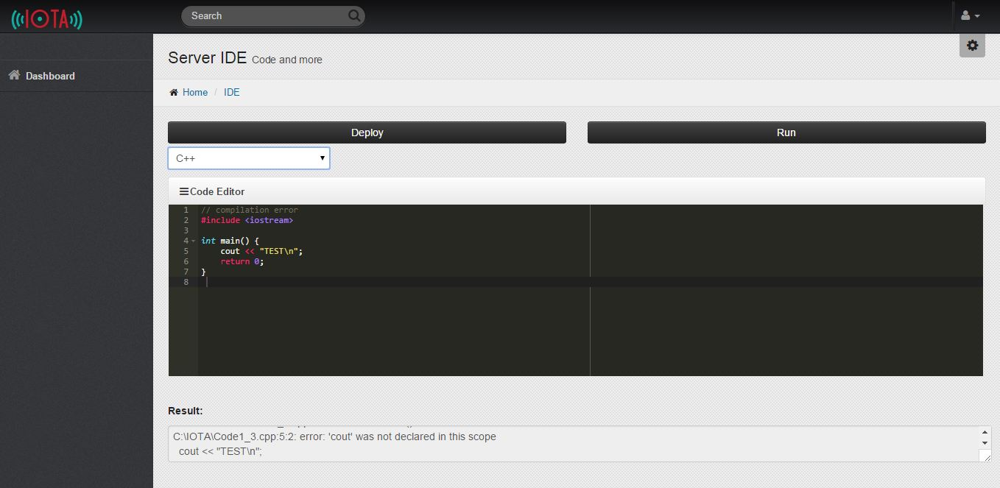 IOTA
Search
Dashboard
Server IDE Code and more
Home / IDE
Deploy
Run
C++
Code Editor
1 // compilation error
2 #include <iostream>
3
4 int main() {
5 cout << "TEST\n";
6 return 0;
7 }
8
Result:
C:\IOTA\Code1_3.cpp:5:2: error: 'cout' was not declared in this scope
cout << "TEST\n";